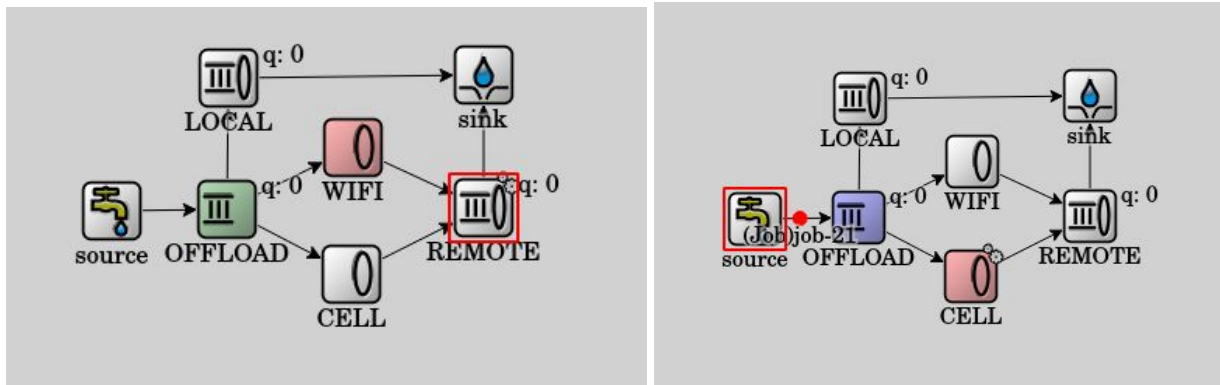 q: 0
LOCAL
sink
WIFI
q: 0
q: 0
source
OFFLOAD
REMOTE
CELL
q: 0
LOCAL
sink
q: 0
WIFI
q: 0
(Job)job-21
source
OFFLOAD
REMOTE
CELL